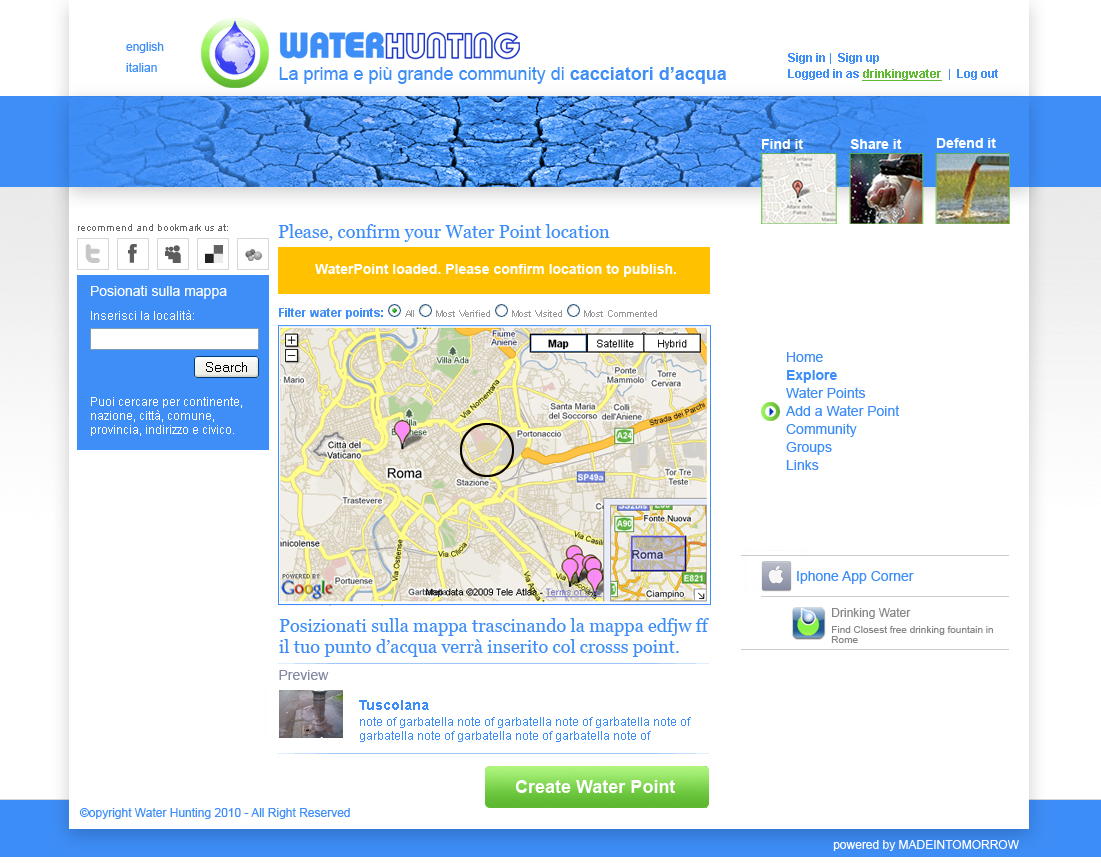 english
italian
WATERHUNTING
La prima e più grande community di cacciatori d'acqua
Sign in | Sign up
Logged in as drinkingwater | Log out
Find it
Share it
Defend it
recommend and bookmark us at:
Posionati sulla mappa
Inserisci la località:
Search
Puoi cercare per continente,
nazione, città, comune,
provincia, indirizzo e civico.
Please, confirm your Water Point location
WaterPoint loaded. Please confirm location to publish.
Filter water points: All Most Verified Most Visited Most Commented
Map Satellite Hybrid
Fiume
Aniene
Villa Ada
Mario
Ponte
Mammolo
Torre
Cervara
Via Nomentana
Santa Maria
del Soccorso
Colli
dell'Aniene
Strada dei Parchi
A24
Portonaccio
Città del
Vaticano
Roma
Stazione
SP49a
Tor Tre
Teste
Trastevere
Via Casili
nicolense
Via Ostense
Via Cilicia
Portuense
POWERED BY
Google
Map data ©2009 Tele Atlas - Terms of
A90
Fonte Nuova
Roma
E821
Ciampino
Posizionati sulla mappa trascinando la mappa edfjw ff
il tuo punto d'acqua verrà inserito col crosss point.
Preview
Tuscolana
note of garbatella note of garbatella note of garbatella note of
garbatella note of garbatella note of garbatella note of
Create Water Point
Home
Explore
Water Points
Add a Water Point
Community
Groups
Links
Iphone App Corner
Drinking Water
Find Closest free drinking fountain in
Rome
©opyright Water Hunting 2010 - All Right Reserved
powered by MADEINTOMORROW